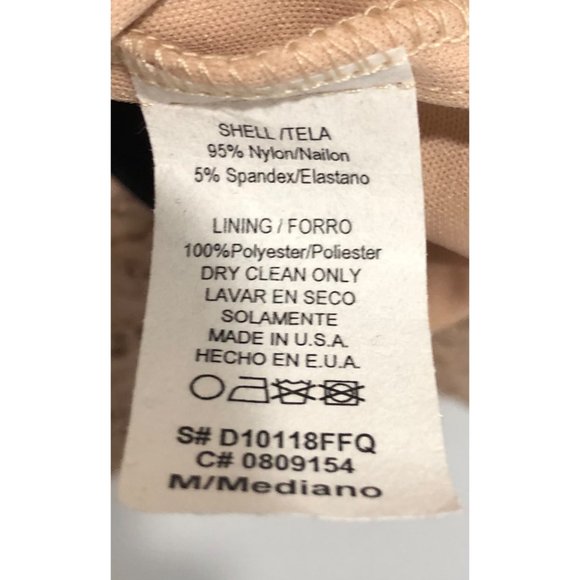 SHELL /TELA
95% Nylon/Nailon
5% Spandex/Elastano
LINING / FORRO
100%Polyester/Poliester
DRY CLEAN ONLY
LAVAR EN SECO
SOLAMENTE
MADE IN U.S.A.
HECHO EN E.U.A.
S# D10118FFQ
C# 0809154
M/Mediano